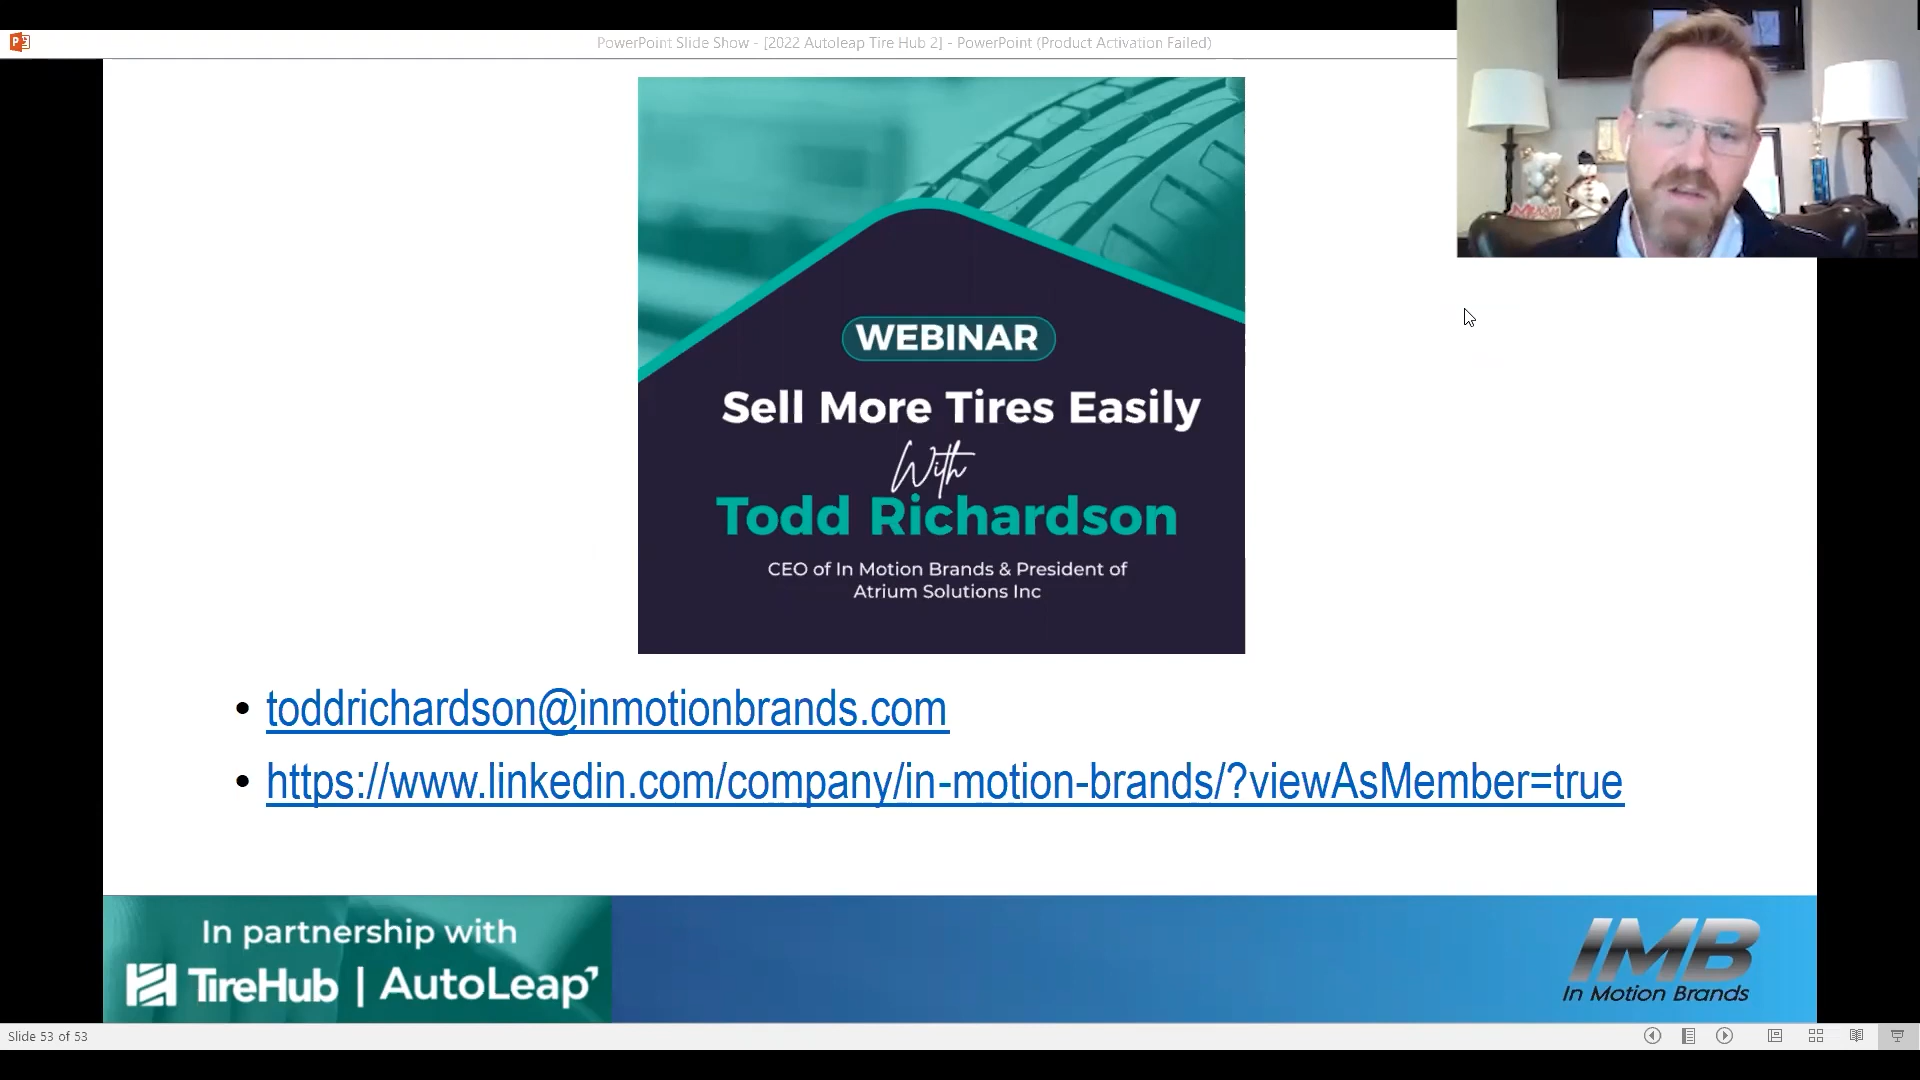 PowerPoint Slide Show - [2022 Autoleap Tire Hub 2] - PowerPoint (Product Activation Failed)
WEBINAR
Sell More Tires Easily
With
Todd Richardson
CEO of In Motion Brands & President of
Atrium Solutions Inc
• toddrichardson@inmotionbrands.com
• https://www.linkedin.com/company/in-motion-brands/?viewAsMember=true
In partnership with
TireHub | AutoLeap
IMB
In Motion Brands
Slide 53 of 53